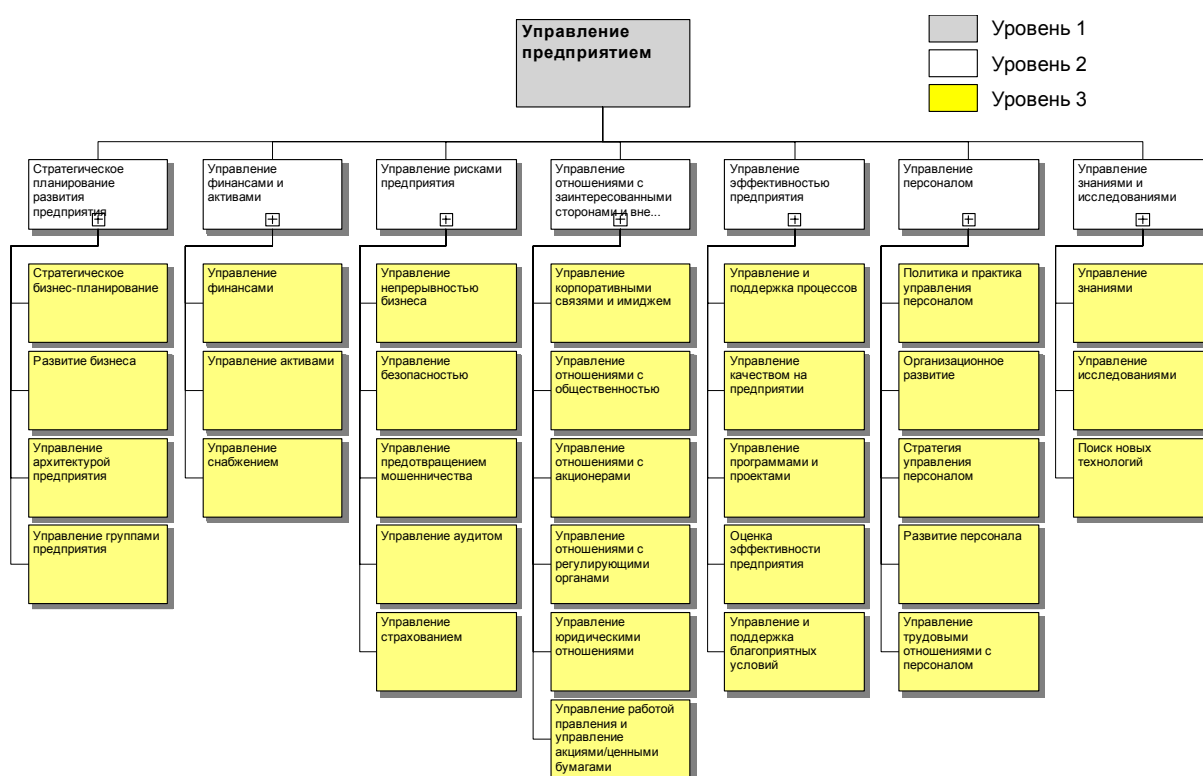 Управление
предприятием
Уровень 1
Уровень 2
Уровень 3
Стратегическое
планирование
развития
предприятия
Управление
финансами и
активами
Управление рисками
предприятия
Управление
отношениями с
заинтересованными
сторонами и вне...
Управление
эффективностью
предприятия
Управление
персоналом
Управление
знаниями и
исследованиями
Стратегическое
бизнес-планирование
Развитие бизнеса
Управление
архитектурой
предприятия
Управление группами
предприятия
Управление
финансами
Управление активами
Управление
снабжением
Управление
непрерывностью
бизнеса
Управление
безопасностью
Управление
предотвращением
мошенничества
Управление аудитом
Управление
страхованием
Управление
корпоративными
связями и имиджем
Управление
отношениями с
общественностью
Управление
отношениями с
акционерами
Управление
отношениями с
регулирующими
органами
Управление
юридическими
отношениями
Управление работой
правления и
управление
акциями/ценными
бумагами
Управление и
поддержка процессов
Управление
качеством на
предприятии
Управление
программами и
проектами
Оценка
эффективности
предприятия
Управление и
поддержка
благоприятных
условий
Политика и практика
управления
персоналом
Организационное
развитие
Стратегия
управления
персоналом
Развитие персонала
Управление
трудовыми
отношениями с
персоналом
Управление
знаниями
Управление
исследованиями
Поиск новых
технологий